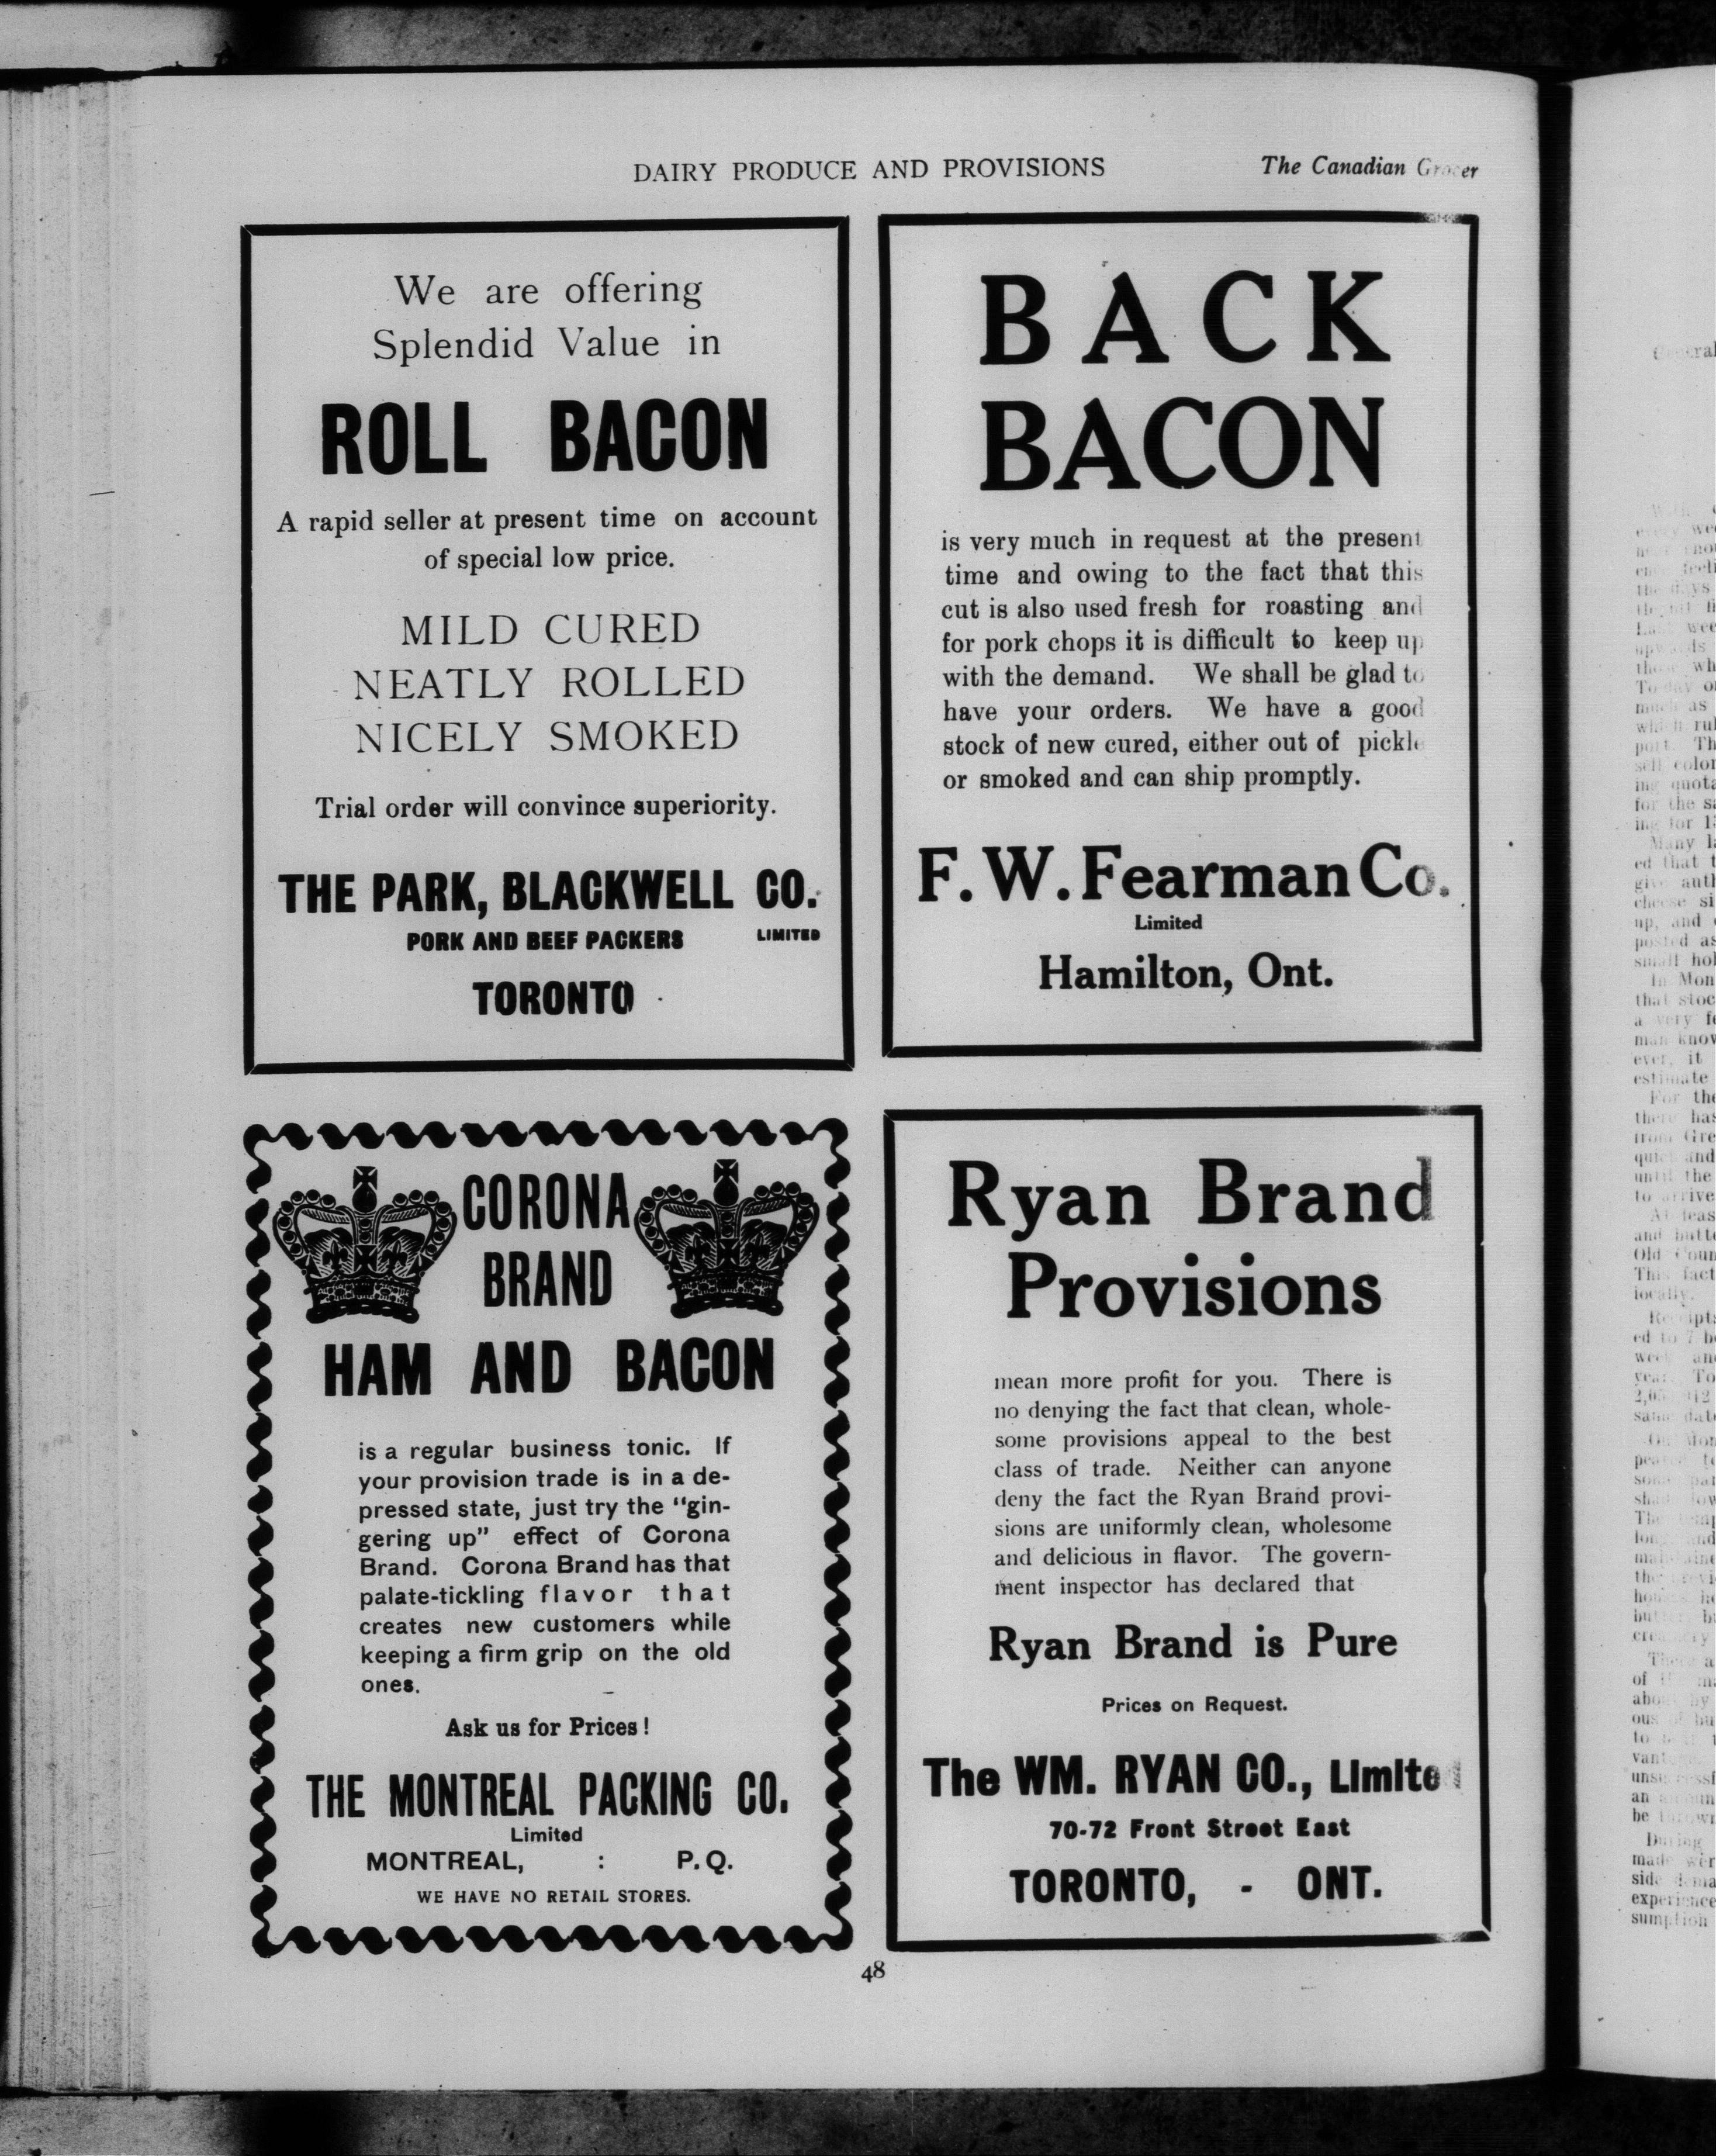 DAIRY PRODUCE AND PROVISIONS
The Canadian Grocer
We are offering
Splendid Value in
ROLL BACON
A rapid seller at present time on account
of special low price.
MILD CURED
NEATLY ROLLED
NICELY SMOKED
Trial order will convince superiority.
THE PARK, BLACKWELL CO.
PORK AND BEEF PACKERS LIMITED
TORONTO
BACK
BACON
is very much in request at the present
time and owing to the fact that this
cut is also used fresh for roasting and
for pork chops it is difficult to keep up
with the demand. We shall be glad to
have your orders. We have a good
stock of new cured, either out of pickle
or smoked and can ship promptly.
F. W. Fearman Co.
Limited
Hamilton, Ont.
CORONA
BRAND
HAM AND BACON
is a regular business tonic. If
your provision trade is in a de-
pressed state, just try the "gin-
gering up" effect of Corona
Brand. Corona Brand has that
palate-tickling flavor that
creates new customers while
keeping a firm grip on the old
ones.
Ask us for Prices!
THE MONTREAL PACKING CO.
Limited
MONTREAL, : P.Q.
WE HAVE NO RETAIL STORES.
Ryan Brand
Provisions
mean more profit for you. There is
no denying the fact that clean, whole-
some provisions appeal to the best
class of trade. Neither can anyone
deny the fact the Ryan Brand provi-
sions are uniformly clean, wholesome
and delicious in flavor. The govern-
ment inspector has declared that
Ryan Brand is Pure
Prices on Request.
The WM. RYAN CO., Limited
70-72 Front Street East
TORONTO, - ONT.
48